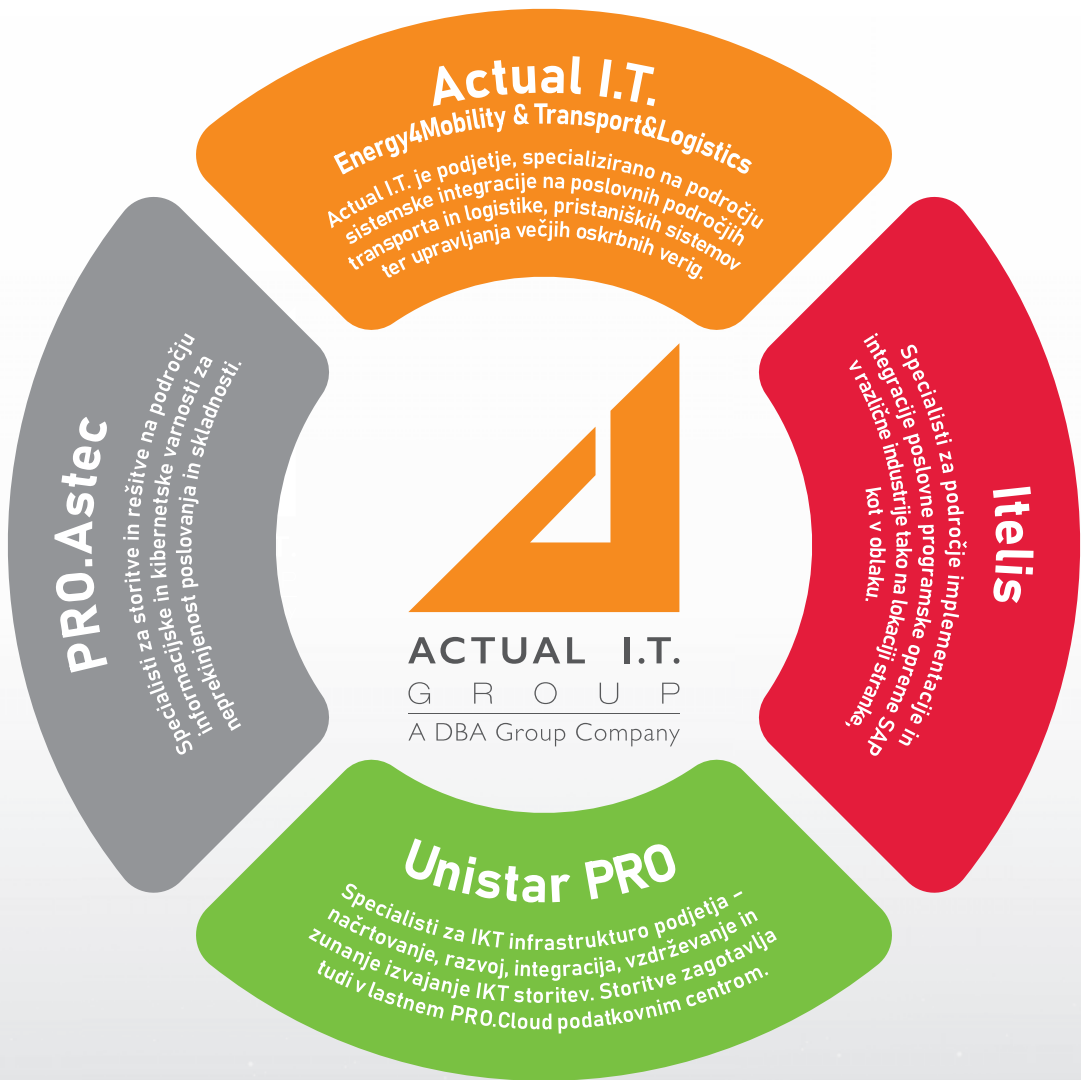 Actual I.T.
Energy4Mobility & Transport&Logistics
Actual I.T. je podjetje, specializirano na področju
sistemske integracije na poslovnih področjih
transporta in logistike, pristaniških sistemov
ter upravljanja večjih oskrbnih verig.
Itelis
Specialisti za področje implementacije in
integracije poslovne programske opreme SAP
v različne industrije tako na lokaciji stranke,
kot v oblaku.
Unistar PRO
Specialisti za IKT infrastrukturo podjetja –
načrtovanje, razvoj, integracija, vzdrževanje in
zunanje izvajanje IKT storitev. Storitve zagotavlja
tudi v lastnem PRO.Cloud podatkovnim centrom.
PRO.Astec
Specialisti za storitve in rešitve na področju
informacijske in kibernetske varnosti za
neprekinjenost poslovanja in skladnosti.
ACTUAL I.T.
GROUP
A DBA Group Company